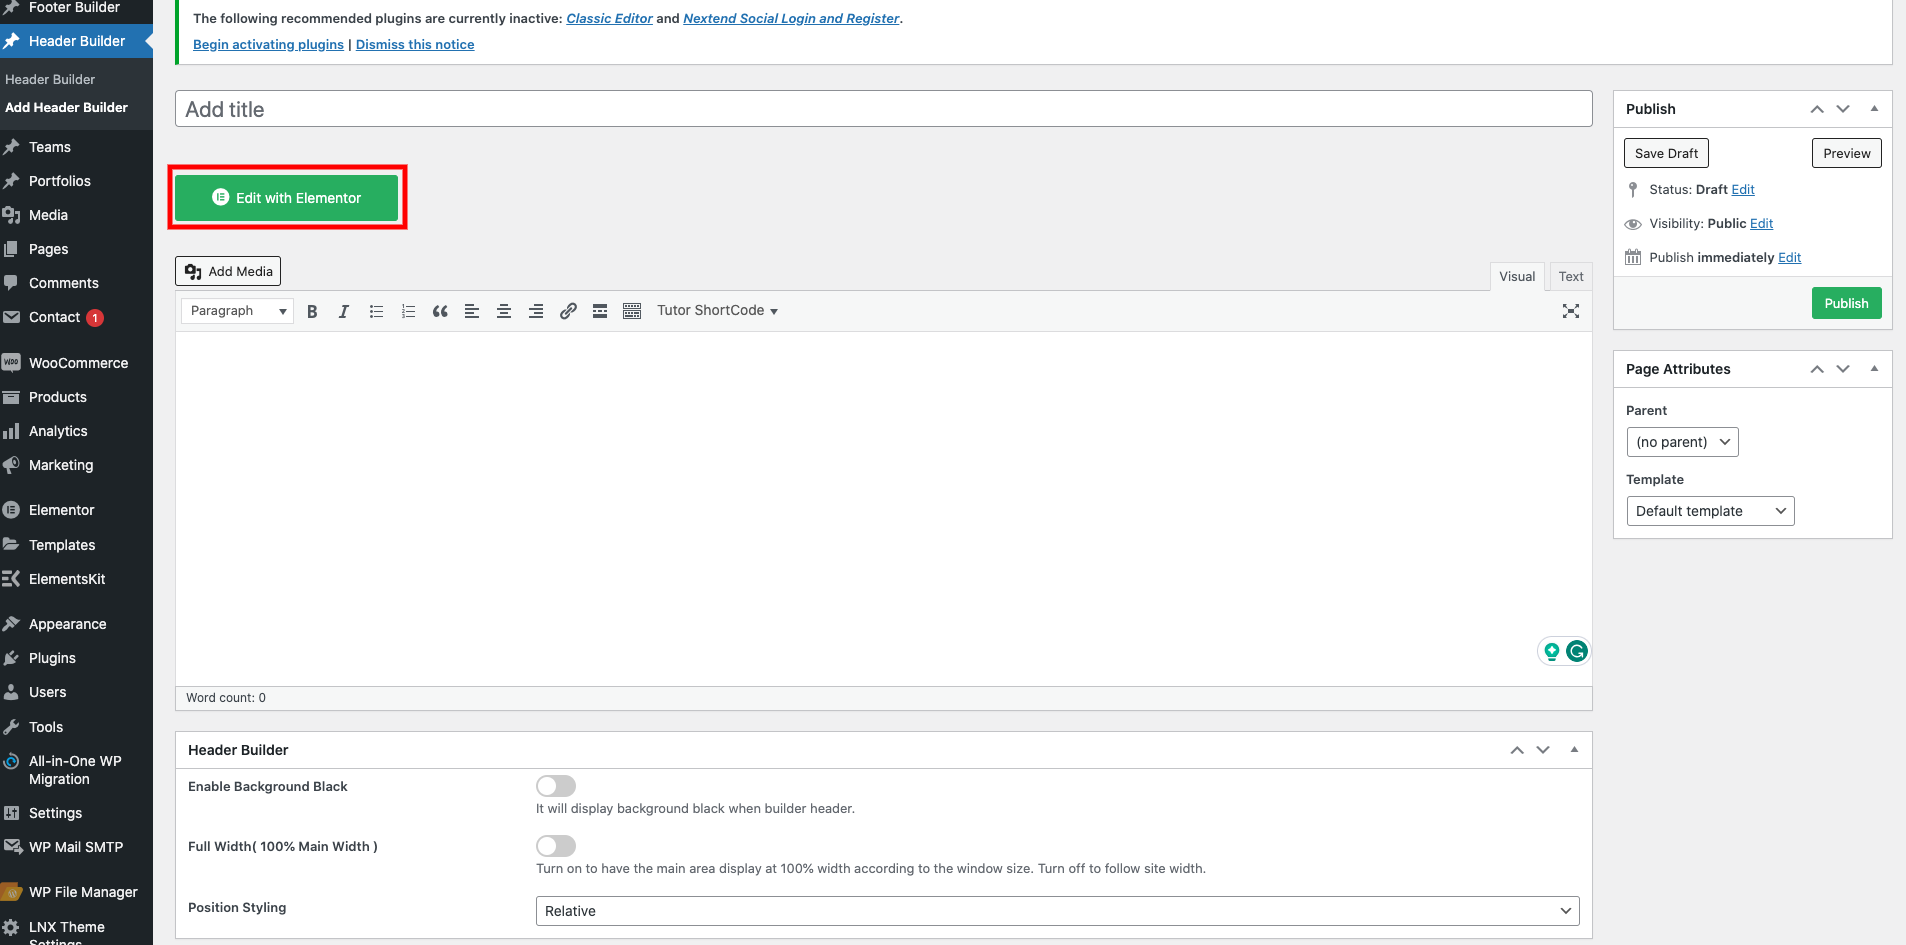 Footer Builder
Header Builder
Header Builder
Add Header Builder
Teams
Portfolios
Media
Pages
Comments
Contact 1
WooCommerce
Products
Analytics
Marketing
Elementor
Templates
ElementsKit
Appearance
Plugins
Users
Tools
All-in-One WP
Migration
Settings
WP Mail SMTP
WP File Manager
LNX Theme
Settings
The following recommended plugins are currently inactive: Classic Editor and Nextend Social Login and Register.
Begin activating plugins | Dismiss this notice
Add title
Edit with Elementor
Add Media
Visual Text
Paragraph B I Tutor ShortCode
Word count: 0
Header Builder
Enable Background Black
It will display background black when builder header.
Full Width( 100% Main Width )
Turn on to have the main area display at 100% width according to the window size. Turn off to follow site width.
Position Styling
Relative
Publish
Save Draft Preview
Status: Draft Edit
Visibility: Public Edit
Publish immediately Edit
Publish
Page Attributes
Parent
(no parent)
Template
Default template